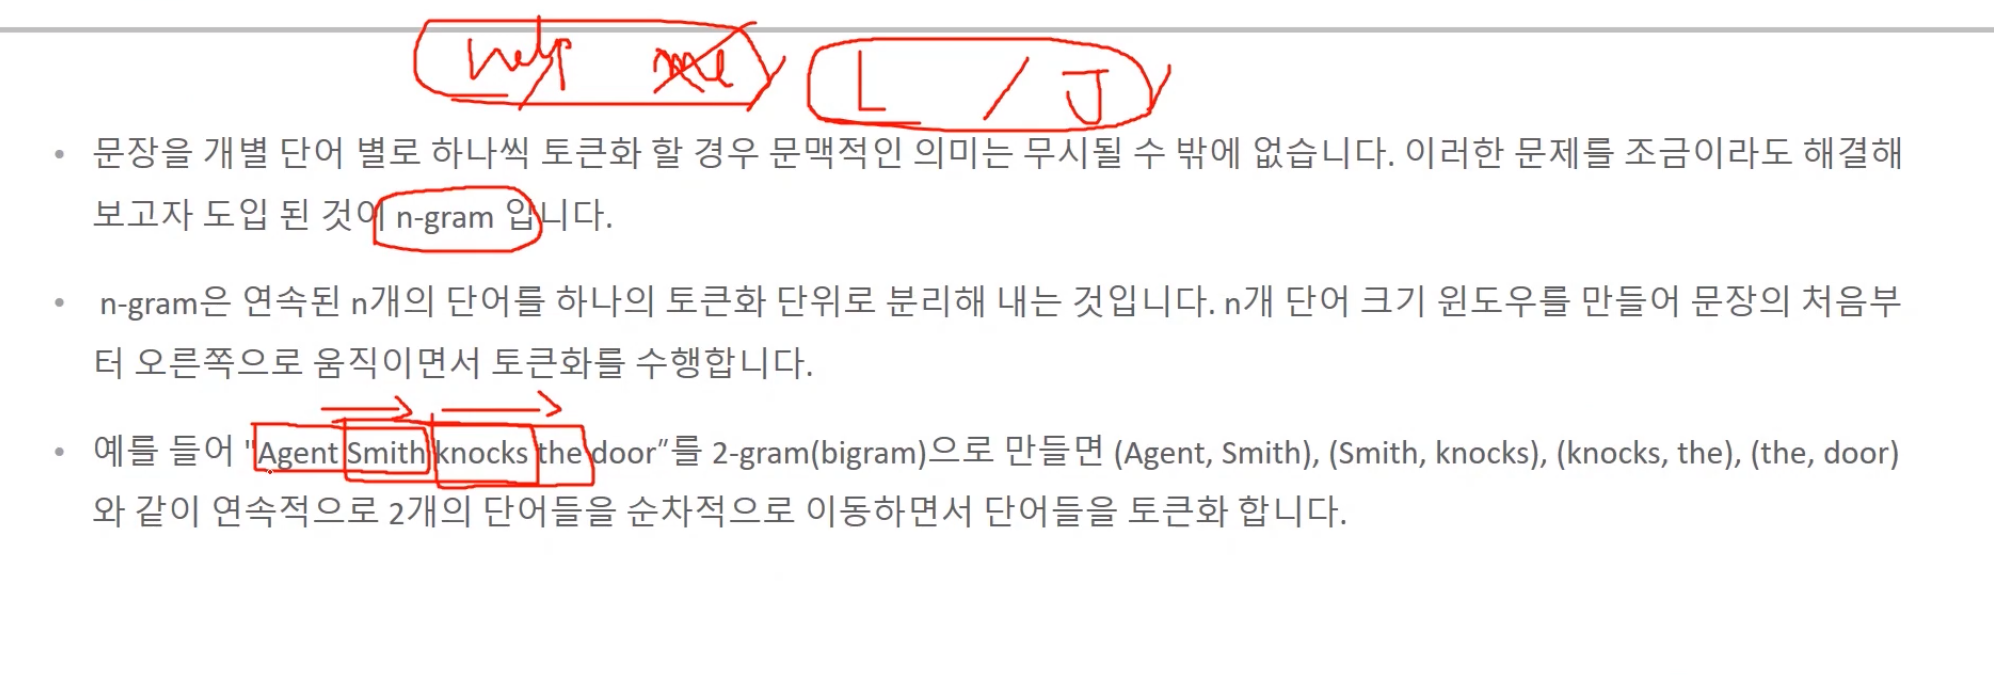 help me L / J
• 문장을 개별 단어 별로 하나씩 토큰화 할 경우 문맥적인 의미는 무시될 수 밖에 없습니다. 이러한 문제를 조금이라도 해결해
보고자 도입 된 것이 n-gram 입니다.
• n-gram은 연속된 n개의 단어를 하나의 토큰화 단위로 분리해 내는 것입니다. n개 단어 크기 윈도우를 만들어 문장의 처음부
터 오른쪽으로 움직이면서 토큰화를 수행합니다.
• 예를 들어 "Agent Smith knocks the door”를 2-gram(bigram)으로 만들면 (Agent, Smith), (Smith, knocks), (knocks, the), (the, door)
와 같이 연속적으로 2개의 단어들을 순차적으로 이동하면서 단어들을 토큰화 합니다.